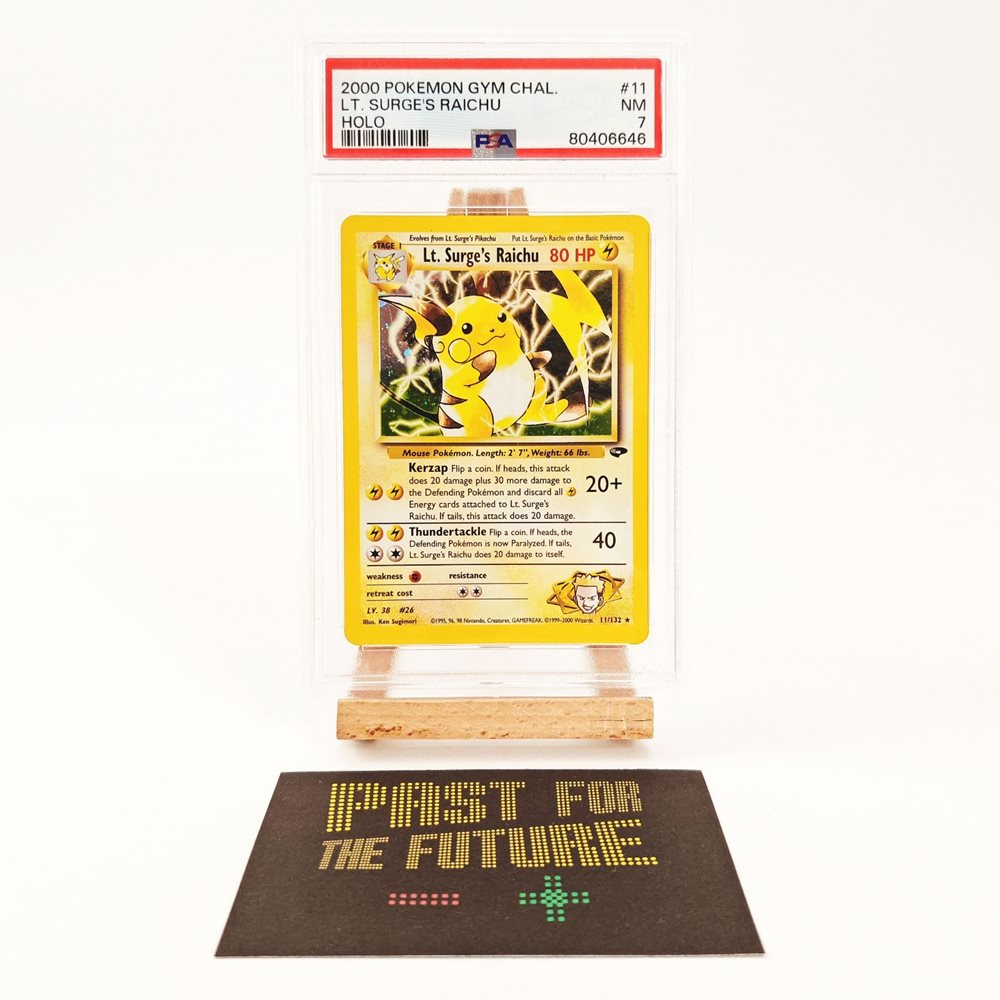 2000 POKEMON GYM CHAL. #11
LT. SURGE'S RAICHU NM
HOLO 7
PSA 80406646
Evolves from Lt. Surge's Pikachu Put Lt. Surge's Raichu on the Basic Pokémon
STAGE 1
Lt. Surge's Raichu 80 HP
Mouse Pokémon. Length: 2' 7", Weight: 66 lbs.
Kerzap Flip a coin. If heads, this attack
does 20 damage plus 30 more damage to
the Defending Pokémon and discard all
Energy cards attached to Lt. Surge's
Raichu. If tails, this attack does 20 damage.
20+
Thundertackle Flip a coin. If heads, the
Defending Pokémon is now Paralyzed. If tails,
Lt. Surge's Raichu does 20 damage to itself.
40
weakness resistance
retreat cost
LV. 38 #26
Illus. Ken Sugimori ©1995, 96, 98 Nintendo, Creatures, GAMEFREAK, ©1999-2000 Wizards. 11/132 ★
PAST FOR
THE FUTURE